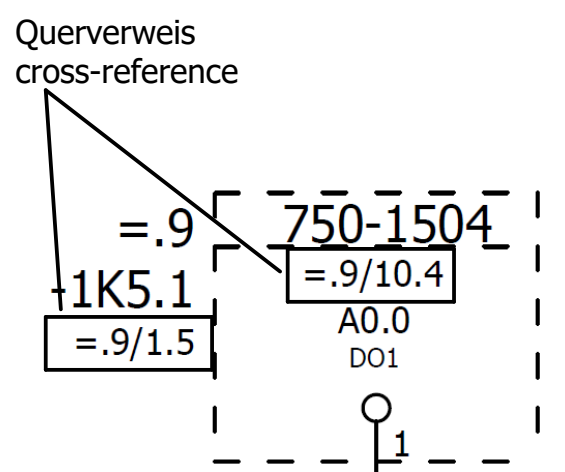 Querverweis
cross-reference
=.9
-1K5.1
=.9/1.5
750-1504
=.9/10.4
A0.0
DO1
1